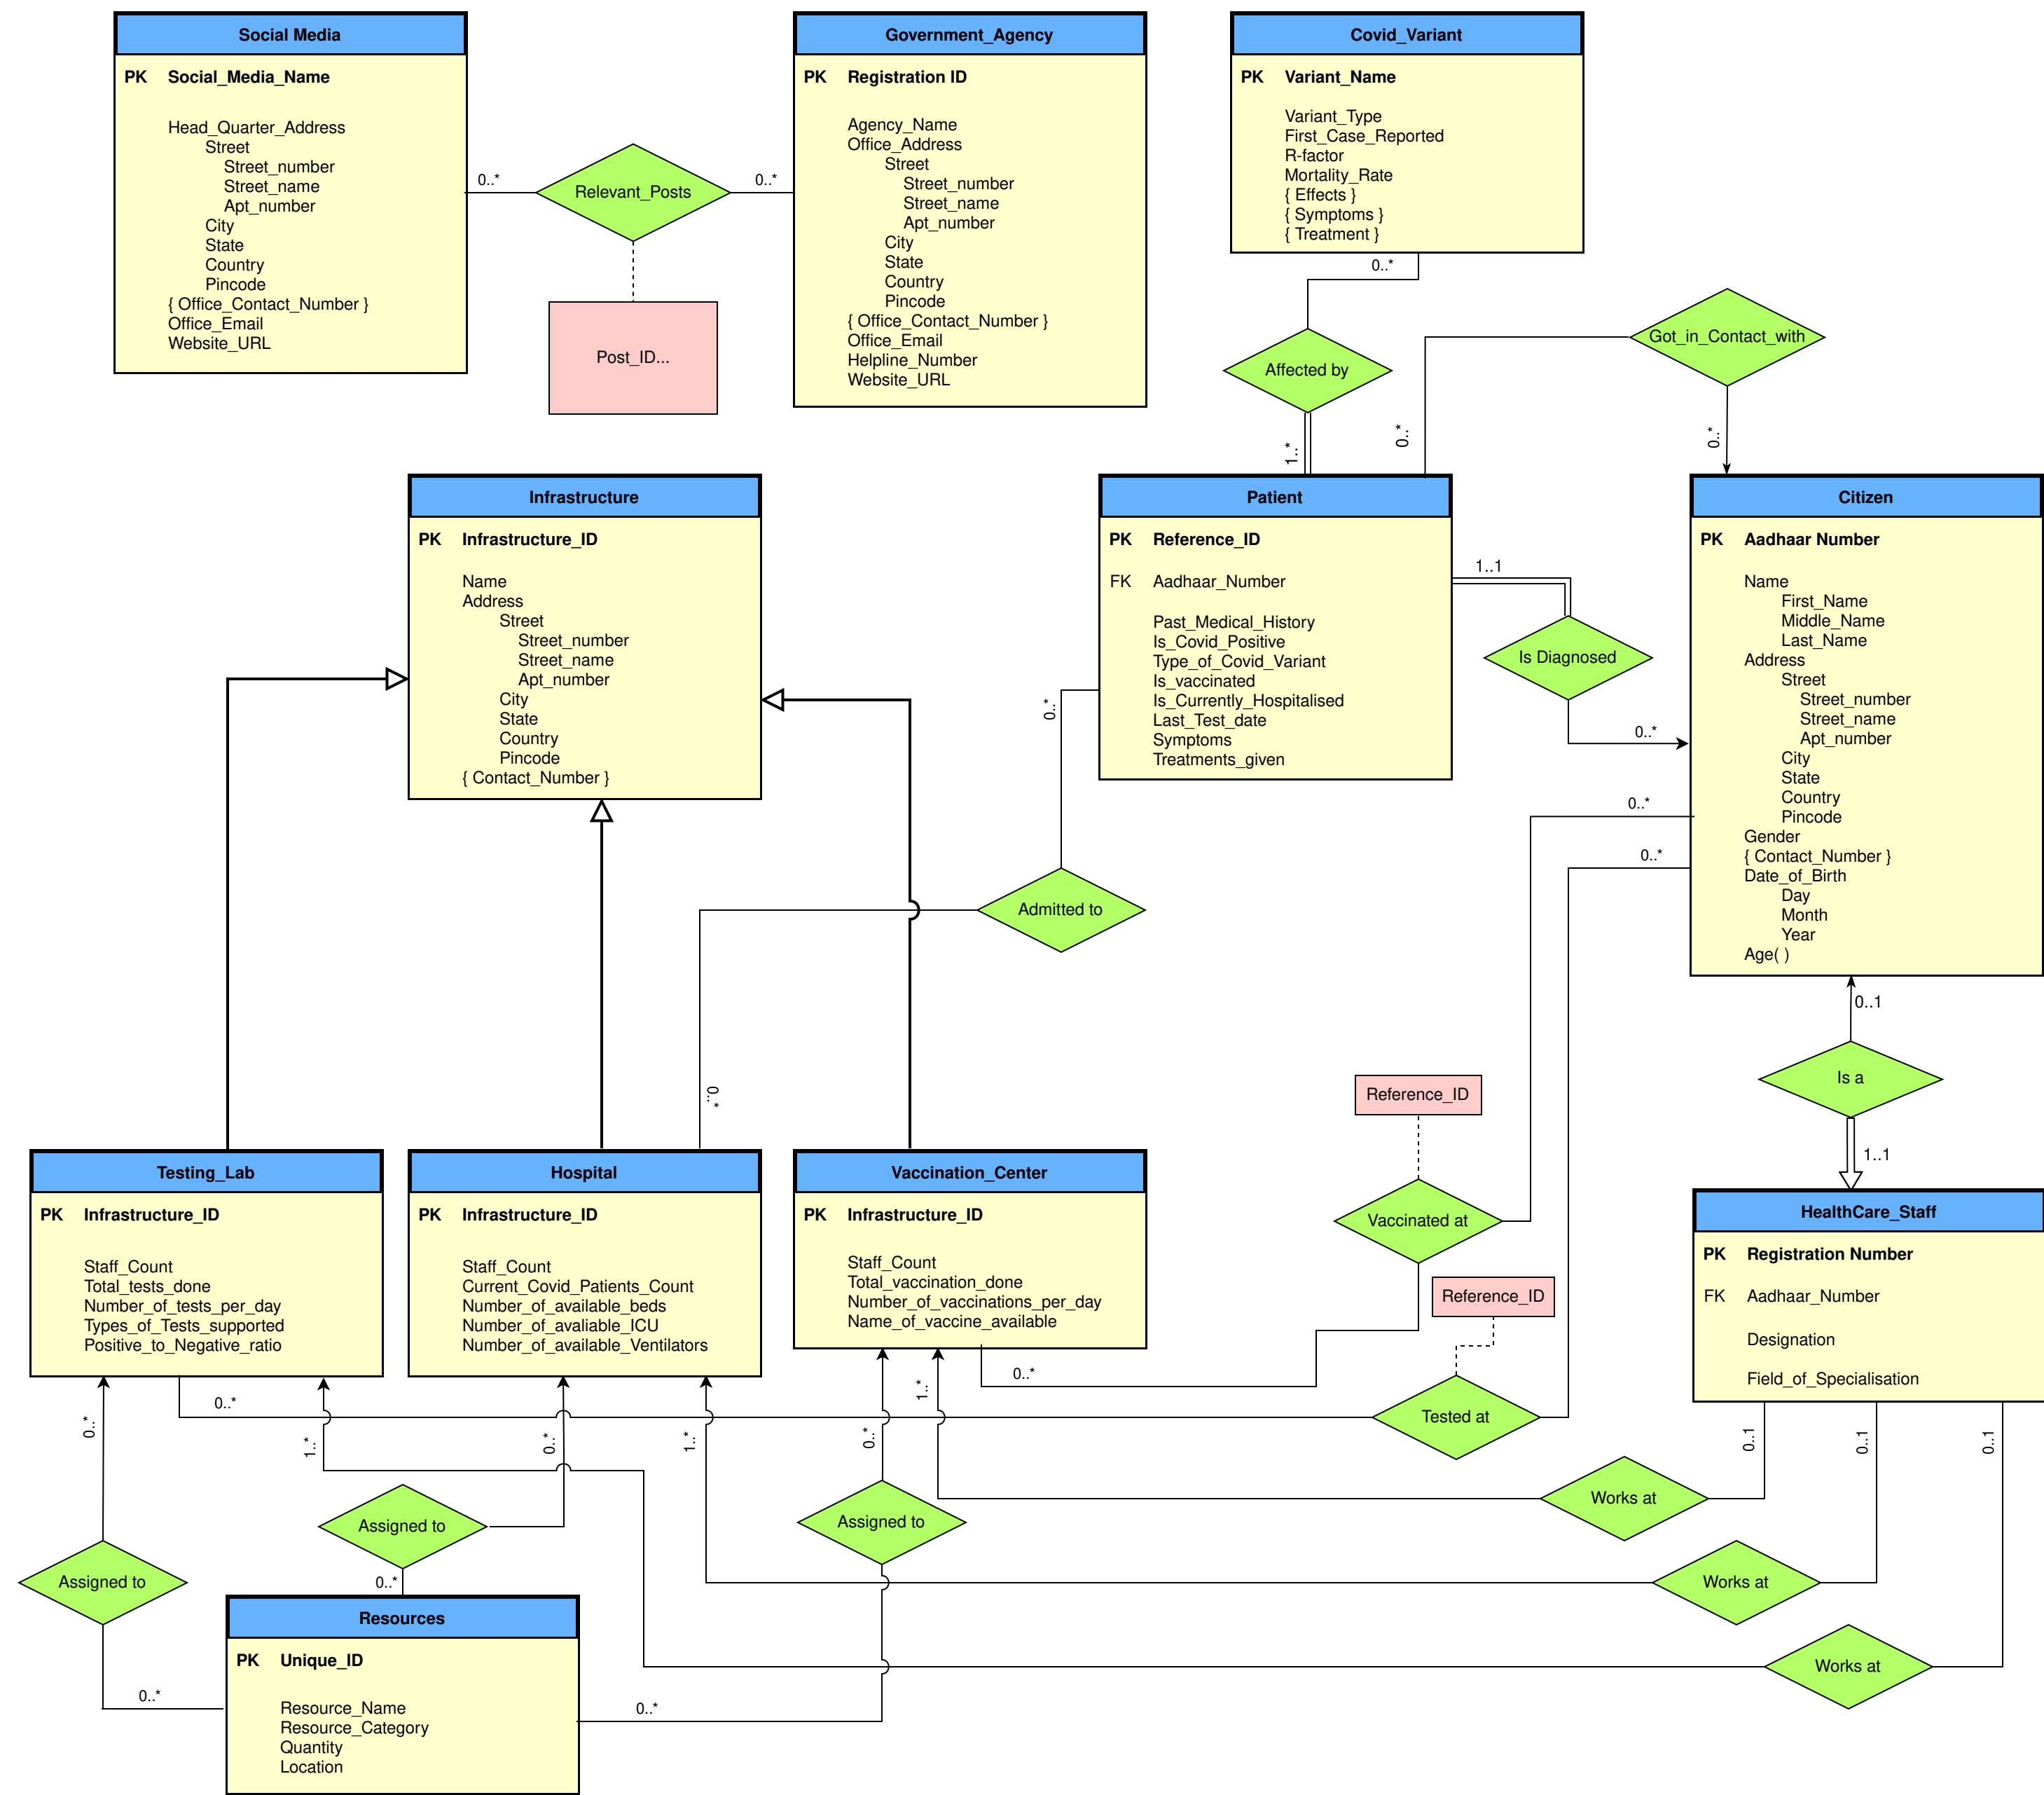 Social Media
PK Social_Media_Name
Head_Quarter_Address
Street
Street_number
Street_name
Apt_number
City
State
Country
Pincode
{ Office_Contact_Number }
Office_Email
Website_URL
0..*
Relevant_Posts
0..*
Post_ID...
Government_Agency
PK Registration ID
Agency_Name
Office_Address
Street
Street_number
Street_name
Apt_number
City
State
Country
Pincode
{ Office_Contact_Number }
Office_Email
Helpline_Number
Website_URL
Covid_Variant
PK Variant_Name
Variant_Type
First_Case_Reported
R-factor
Mortality_Rate
{ Effects }
{ Symptoms }
{ Treatment }
0..*
Affected by
1..*
Got_in_Contact_with
0..*
0..*
Infrastructure
PK Infrastructure_ID
Name
Address
Street
Street_number
Street_name
Apt_number
City
State
Country
Pincode
{ Contact_Number }
Patient
PK Reference_ID
FK Aadhaar_Number
Past_Medical_History
Is_Covid_Positive
Type_of_Covid_Variant
Is_vaccinated
Is_Currently_Hospitalised
Last_Test_date
Symptoms
Treatments_given
1..1
Is Diagnosed
0..*
Citizen
PK Aadhaar Number
Name
First_Name
Middle_Name
Last_Name
Address
Street
Street_number
Street_name
Apt_number
City
State
Country
Pincode
Gender
{ Contact_Number }
Date_of_Birth
Day
Month
Year
Age( )
0..*
0..*
0..*
Admitted to
0..*
0..1
Is a
1..1
Reference_ID
Vaccinated at
Reference_ID
Tested at
Testing_Lab
PK Infrastructure_ID
Staff_Count
Total_tests_done
Number_of_tests_per_day
Types_of_Tests_supported
Positive_to_Negative_ratio
Hospital
PK Infrastructure_ID
Staff_Count
Current_Covid_Patients_Count
Number_of_available_beds
Number_of_avaliable_ICU
Number_of_available_Ventilators
Vaccination_Center
PK Infrastructure_ID
Staff_Count
Total_vaccination_done
Number_of_vaccinations_per_day
Name_of_vaccine_available
HealthCare_Staff
PK Registration Number
FK Aadhaar_Number
Designation
Field_of_Specialisation
0..*
0..*
1..*
0..*
1..*
0..*
1..*
0..*
0..1
0..1
0..1
Works at
Works at
Works at
Assigned to
Assigned to
Assigned to
0..*
0..*
0..*
Resources
PK Unique_ID
Resource_Name
Resource_Category
Quantity
Location